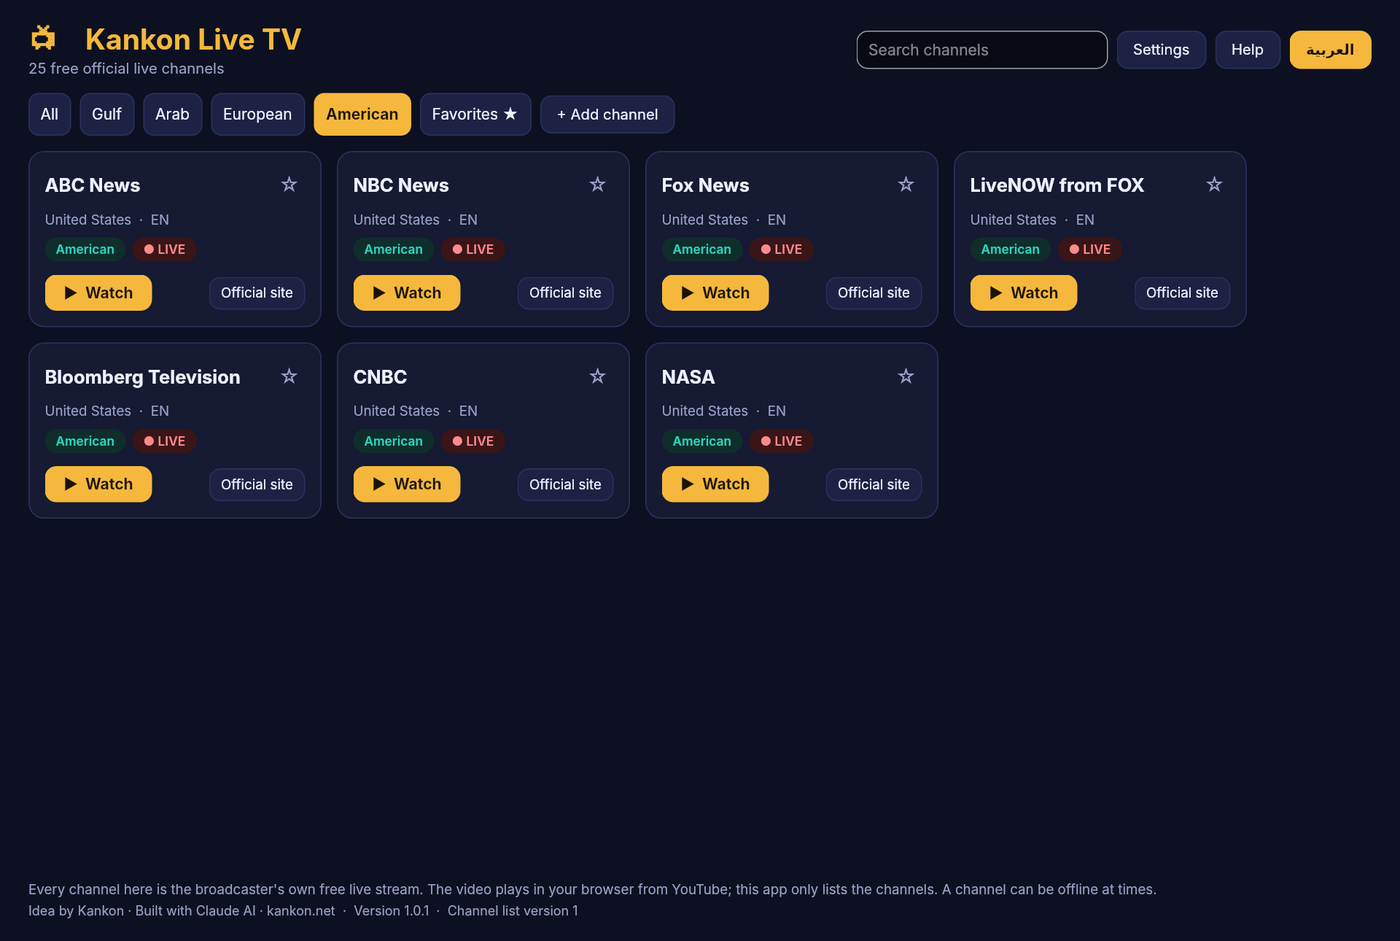 Kankon Live TV
25 free official live channels
Search channels
Settings
Help
العربية
All
Gulf
Arab
European
American
Favorites ★
+ Add channel
ABC News ☆
United States · EN
American ● LIVE
▶ Watch
Official site
NBC News ☆
United States · EN
American ● LIVE
▶ Watch
Official site
Fox News ☆
United States · EN
American ● LIVE
▶ Watch
Official site
LiveNOW from FOX ☆
United States · EN
American ● LIVE
▶ Watch
Official site
Bloomberg Television ☆
United States · EN
American ● LIVE
▶ Watch
Official site
CNBC ☆
United States · EN
American ● LIVE
▶ Watch
Official site
NASA ☆
United States · EN
American ● LIVE
▶ Watch
Official site
Every channel here is the broadcaster's own free live stream. The video plays in your browser from YouTube; this app only lists the channels. A channel can be offline at times.
Idea by Kankon · Built with Claude AI · kankon.net · Version 1.0.1 · Channel list version 1